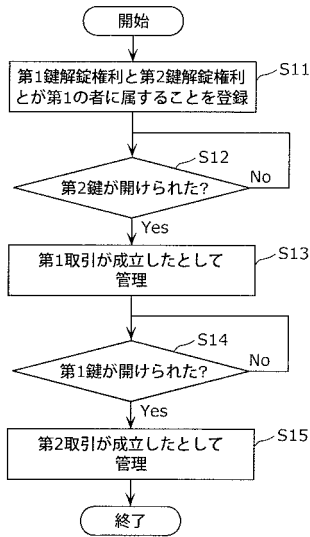 開始
第1鍵解錠権利と第2鍵解錠権利
とが第1の者に属することを登録
S11
第2鍵が開けられた?
S12
No
Yes
第1取引が成立したとして
管理
S13
第1鍵が開けられた?
S14
No
Yes
第2取引が成立したとして
管理
S15
終了